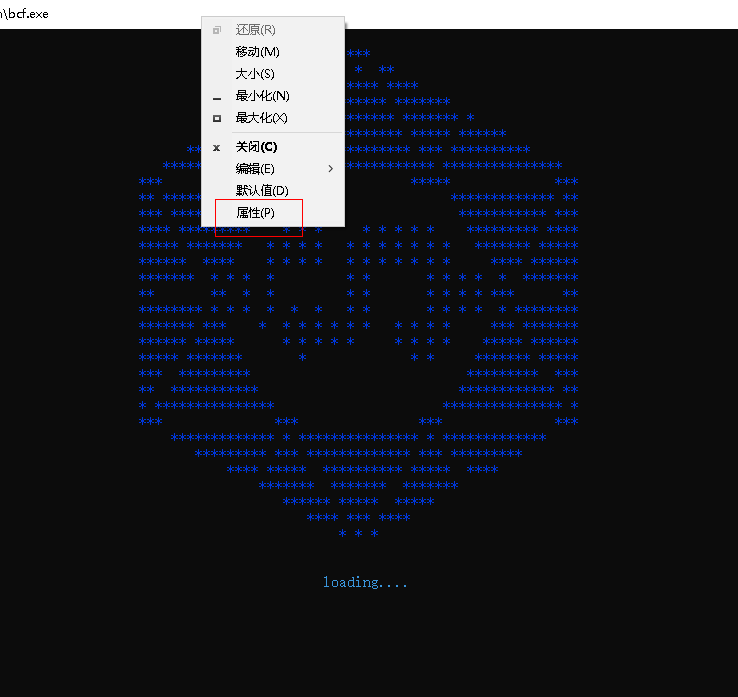 n\bcf.exe
还原(R)
移动(M)
大小(S)
最小化(N)
最大化(X)
关闭(C)
编辑(E)
默认值(D)
属性(P)
loading....